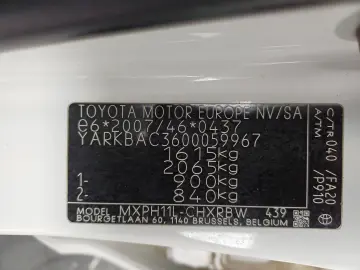 TOYOTA MOTOR EUROPE NV/SA
e6*2007/46*0437
YARKBAC3600059967
1615kg
2065kg
1- 900kg
2- 840kg
MODEL MXPH11L-CHXRBW 439
BOURGETLAAN 60, 1140 BRUSSELS, BELGIUM
C/TR 040 /FA20
A/TM /P910